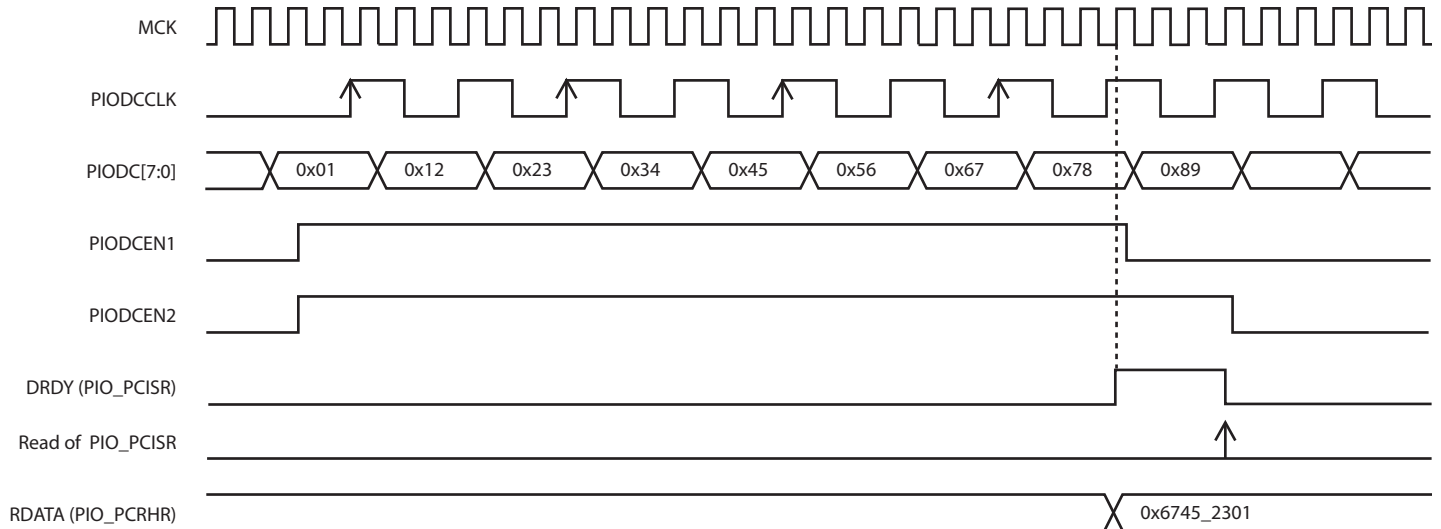 MCK
PIODCCLK
PIODC[7:0] 0x01 0x12 0x23 0x34 0x45 0x56 0x67 0x78 0x89
PIODCEN1
PIODCEN2
DRDY (PIO_PCISR)
Read of PIO_PCISR
RDATA (PIO_PCRHR) 0x6745_2301